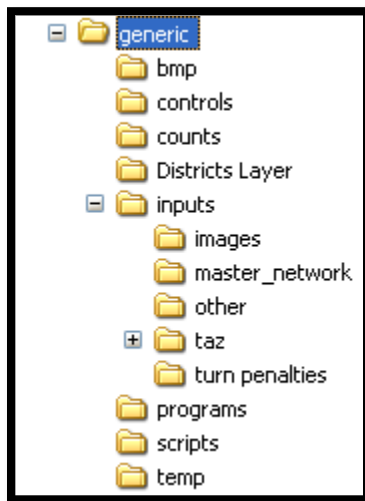 generic
bmp
controls
counts
Districts Layer
inputs
images
master_network
other
taz
turn penalties
programs
scripts
temp